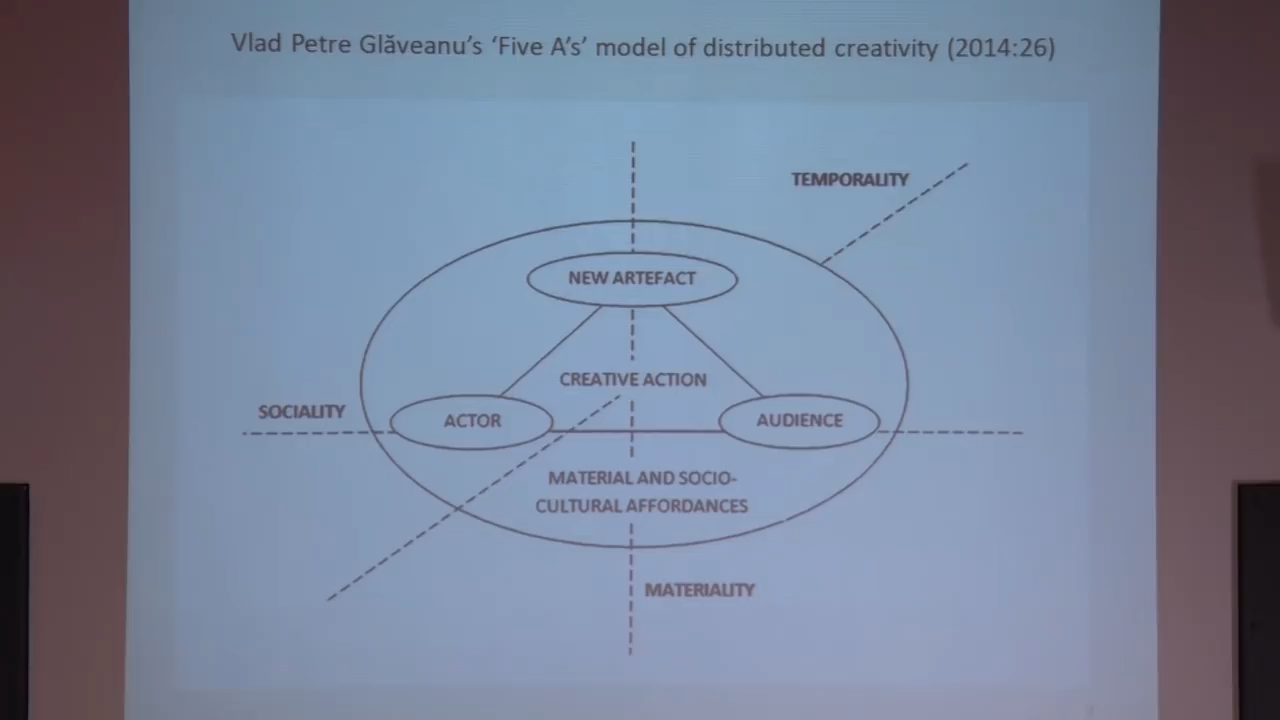 Vlad Petre Glăveanu's 'Five A's' model of distributed creativity (2014:26)
TEMPORALITY
NEW ARTEFACT
CREATIVE ACTION
SOCIALITY
ACTOR
AUDIENCE
MATERIAL AND SOCIO-
CULTURAL AFFORDANCES
MATERIALITY